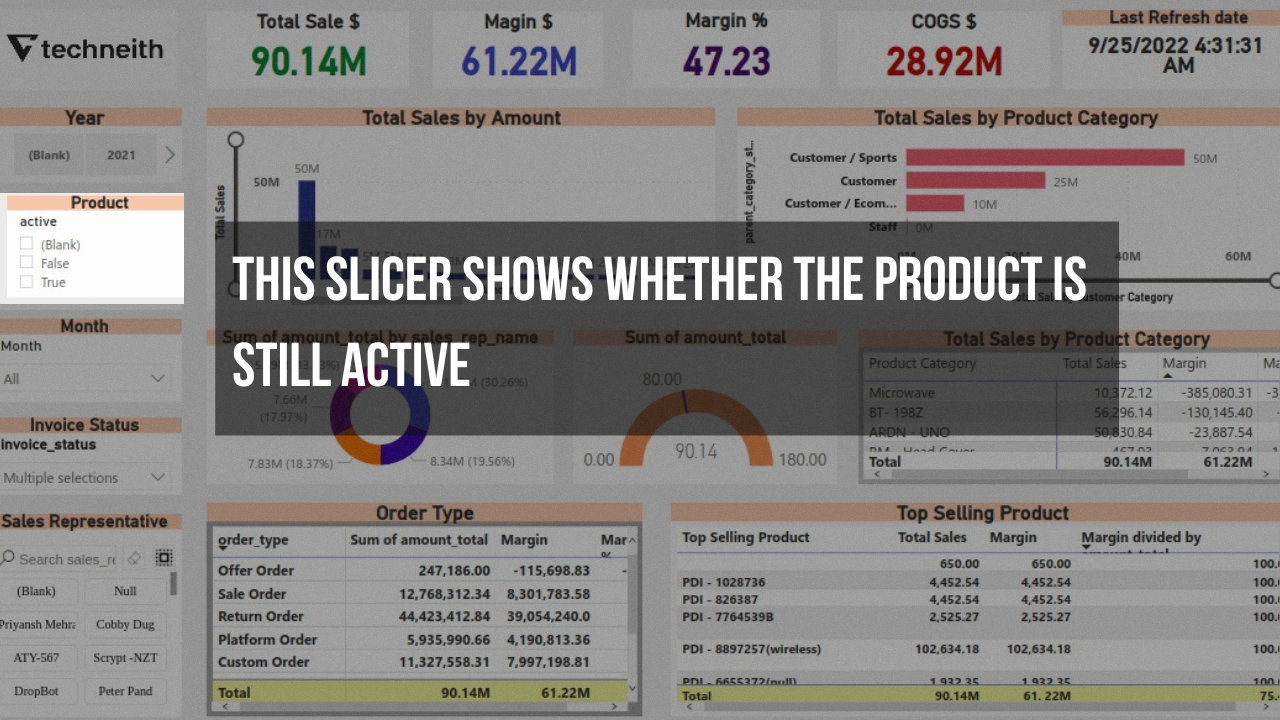 techneith
Total Sale $
90.14M
Magin $
61.22M
Margin %
47.23
COGS $
28.92M
Last Refresh date
9/25/2022 4:31:31
AM
Year
(Blank)
2021
Product
active
(Blank)
False
True
Month
Month
All
Invoice Status
invoice_status
Multiple selections
Sales Representative
Search sales_re
(Blank)
Null
Priyansh Mehra
Cobby Dug
ATY-567
Scrypt -NZT
DropBot
Peter Pand
Total Sales by Amount
Total Sales
50M
50M
17M
Total Sales by Product Category
parent_category_st...
Customer / Sports
50M
Customer
25M
Customer / Ecom...
10M
Staff
0M
40M
60M
THIS SLICER SHOWS WHETHER THE PRODUCT IS
STILL ACTIVE
Sum of amount_total by sales_rep_name
(30.26%)
7.66M
(17.97%)
7.83M (18.37%)
8.34M (19.56%)
Sum of amount_total
80.00
90.14
0.00
180.00
Total Sales by Product Category
Product Category Total Sales Margin Ma
Microwave 10,372.12 -385,080.31 -3
BT- 198Z 56,296.14 -130,145.40
ARDN - UNO 50,830.84 -23,887.54
Total 90.14M 61.22M
Order Type
order_type Sum of amount_total Margin Mar
%
Offer Order 247,186.00 -115,698.83 -
Sale Order 12,768,312.34 8,301,783.58
Return Order 44,423,412.84 39,054,240.0
Platform Order 5,935,990.66 4,190,813.36
Custom Order 11,327,558.31 7,997,198.81
Total 90.14M 61.22M
Top Selling Product
Top Selling Product Total Sales Margin Margin divided by
amount_total
650.00 650.00 100.
PDI - 1028736 4,452.54 4,452.54 100.
PDI - 826387 4,452.54 4,452.54 100.
PDI - 7764539B 2,525.27 2,525.27 100.
PDI - 8897257(wireless) 102,634.18 102,634.18 100.
PDI - 6655372(null) 1,932.35 1,932.35 100.
Total 90.14M 61. 22M 75.